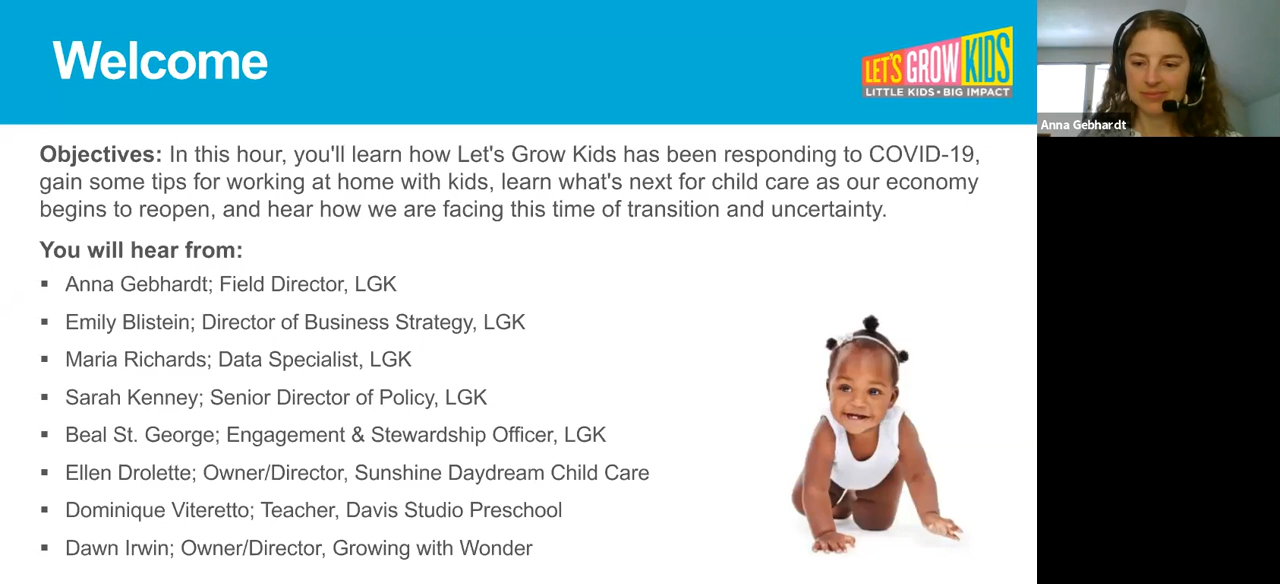 Welcome
LET'S GROW KIDS
LITTLE KIDS • BIG IMPACT
Anna Gebhardt
Objectives: In this hour, you'll learn how Let's Grow Kids has been responding to COVID-19,
gain some tips for working at home with kids, learn what's next for child care as our economy
begins to reopen, and hear how we are facing this time of transition and uncertainty.
You will hear from:
▪ Anna Gebhardt; Field Director, LGK
▪ Emily Blistein; Director of Business Strategy, LGK
▪ Maria Richards; Data Specialist, LGK
▪ Sarah Kenney; Senior Director of Policy, LGK
▪ Beal St. George; Engagement & Stewardship Officer, LGK
▪ Ellen Drolette; Owner/Director, Sunshine Daydream Child Care
▪ Dominique Viteretto; Teacher, Davis Studio Preschool
▪ Dawn Irwin; Owner/Director, Growing with Wonder